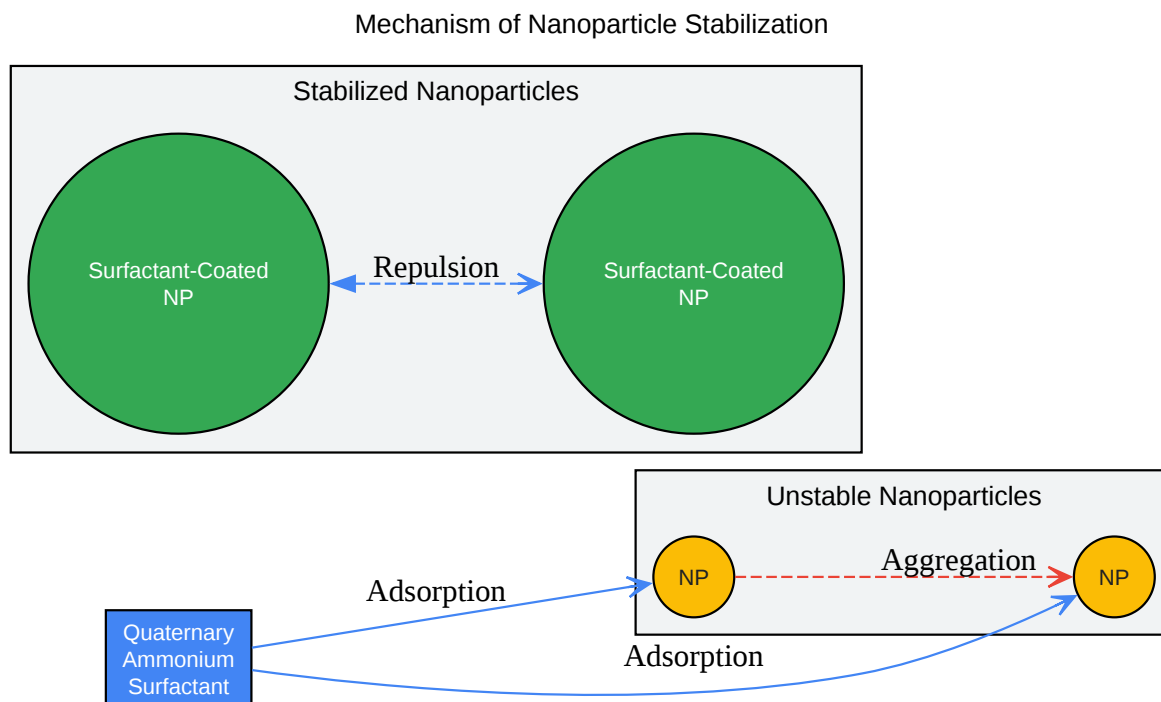 Mechanism of Nanoparticle Stabilization
Stabilized Nanoparticles
Surfactant-Coated
NP
Repulsion
Surfactant-Coated
NP
Unstable Nanoparticles
NP
Aggregation
NP
Adsorption
Quaternary
Ammonium
Surfactant
Adsorption